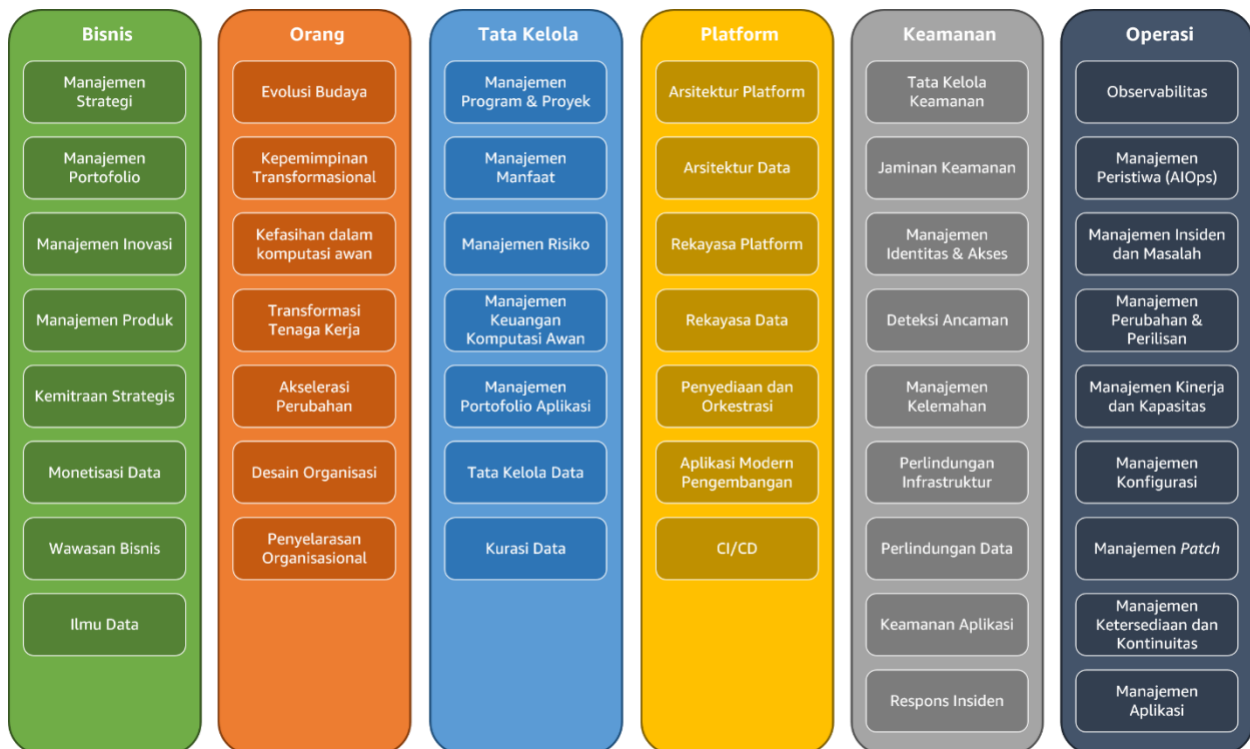 Bisnis
Manajemen
Strategi
Manajemen
Portofolio
Manajemen Inovasi
Manajemen Produk
Kemitraan Strategis
Monetisasi Data
Wawasan Bisnis
Ilmu Data
Orang
Evolusi Budaya
Kepemimpinan
Transformasional
Kefasihan dalam
komputasi awan
Transformasi
Tenaga Kerja
Akselerasi
Perubahan
Desain Organisasi
Penyelarasan
Organisasional
Tata Kelola
Manajemen
Program & Proyek
Manajemen
Manfaat
Manajemen Risiko
Manajemen
Keuangan
Komputasi Awan
Manajemen
Portofolio Aplikasi
Tata Kelola Data
Kurasi Data
Platform
Arsitektur Platform
Arsitektur Data
Rekayasa Platform
Rekayasa Data
Penyediaan dan
Orkestrasi
Aplikasi Modern
Pengembangan
CI/CD
Keamanan
Tata Kelola
Keamanan
Jaminan Keamanan
Manajemen
Identitas & Akses
Deteksi Ancaman
Manajemen
Kelemahan
Perlindungan
Infrastruktur
Perlindungan Data
Keamanan Aplikasi
Respons Insiden
Operasi
Observabilitas
Manajemen
Peristiwa (AIOps)
Manajemen Insiden
dan Masalah
Manajemen
Perubahan &
Perilisan
Manajemen Kinerja
dan Kapasitas
Manajemen
Konfigurasi
Manajemen Patch
Manajemen
Ketersediaan dan
Kontinuitas
Manajemen
Aplikasi